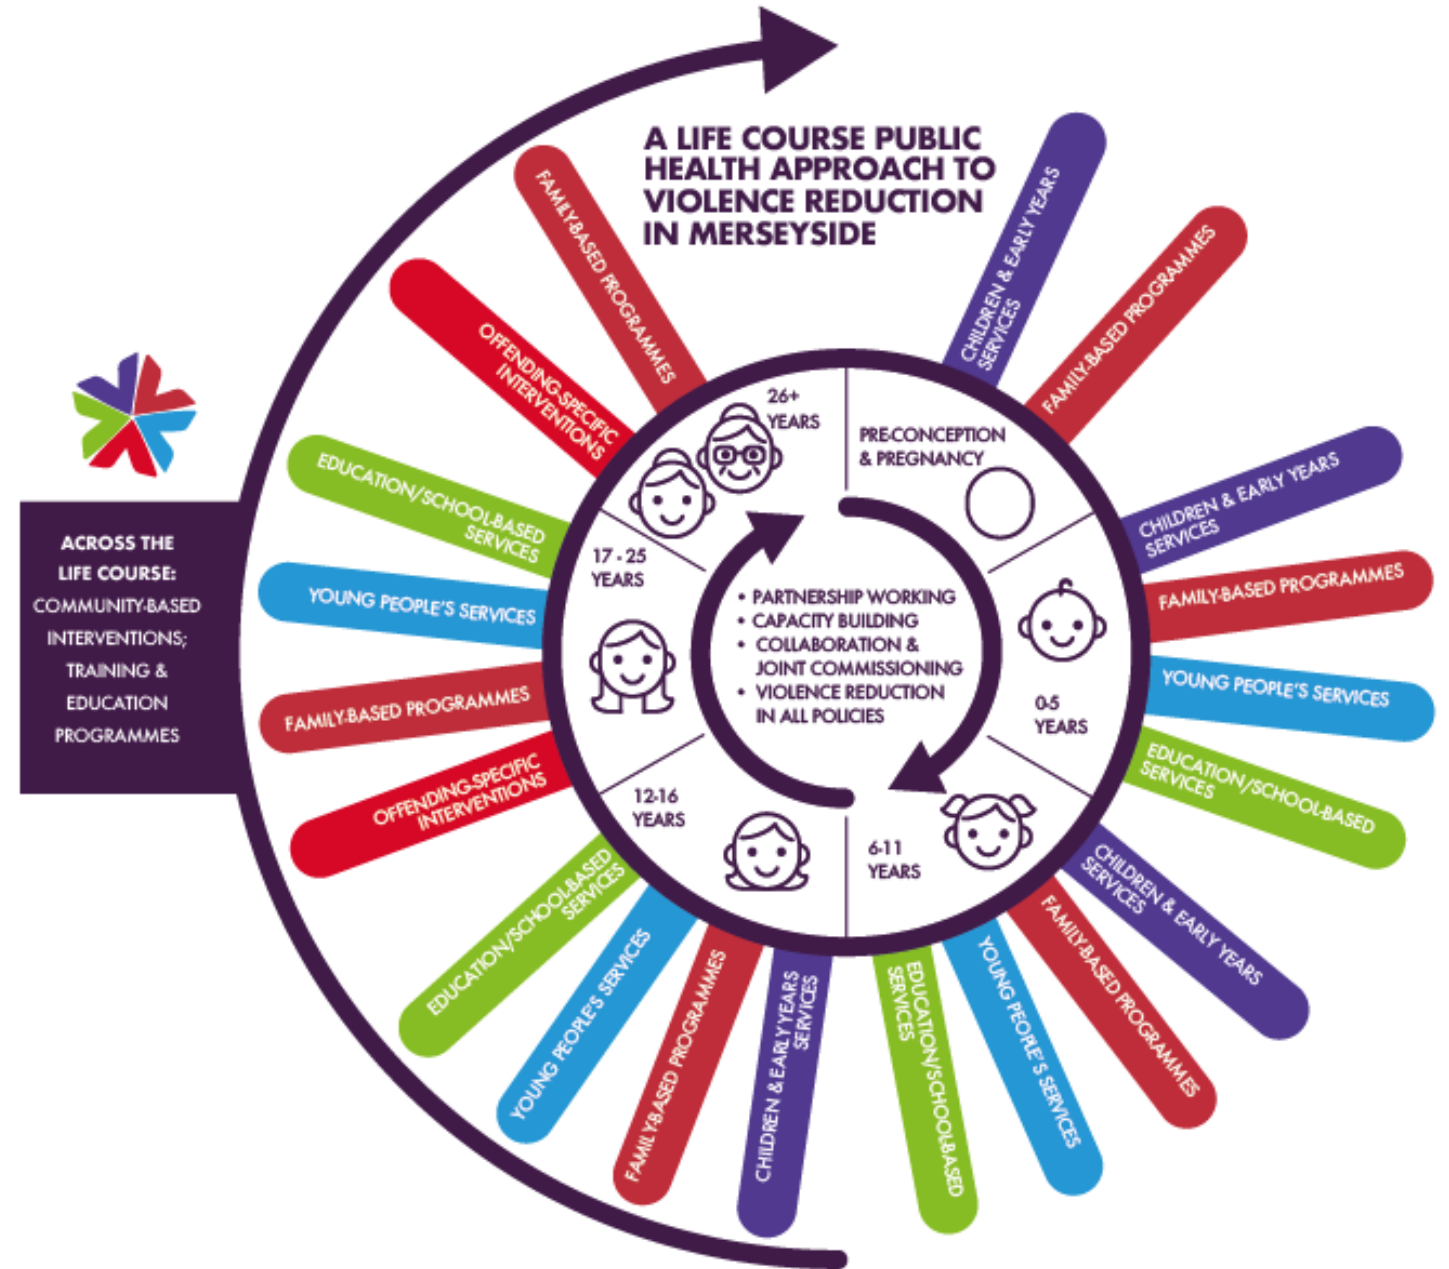 A LIFE COURSE PUBLIC
HEALTH APPROACH TO
VIOLENCE REDUCTION
IN MERSEYSIDE
CHILDREN & EARLY YEARS
SERVICES
FAMILY-BASED PROGRAMMES
CHILDREN & EARLY YEARS
SERVICES
FAMILY-BASED PROGRAMMES
YOUNG PEOPLE'S SERVICES
EDUCATION/SCHOOL-BASED
SERVICES
CHILDREN & EARLY YEARS
SERVICES
FAMILY-BASED PROGRAMMES
YOUNG PEOPLE'S SERVICES
EDUCATION/SCHOOL-BASED
SERVICES
CHILDREN & EARLY YEARS
SERVICES
FAMILY-BASED PROGRAMMES
YOUNG PEOPLE'S SERVICES
EDUCATION/SCHOOL-BASED
SERVICES
OFFENDING-SPECIFIC
INTERVENTIONS
FAMILY-BASED PROGRAMMES
YOUNG PEOPLE'S SERVICES
EDUCATION/SCHOOL-BASED
SERVICES
OFFENDING-SPECIFIC
INTERVENTIONS
FAMILY-BASED PROGRAMMES
PRE-CONCEPTION
& PREGNANCY
0-5
YEARS
6-11
YEARS
12-16
YEARS
17 - 25
YEARS
26+
YEARS
• PARTNERSHIP WORKING
• CAPACITY BUILDING
• COLLABORATION &
JOINT COMMISSIONING
• VIOLENCE REDUCTION
IN ALL POLICIES
ACROSS THE
LIFE COURSE:
COMMUNITY-BASED
INTERVENTIONS;
TRAINING &
EDUCATION
PROGRAMMES